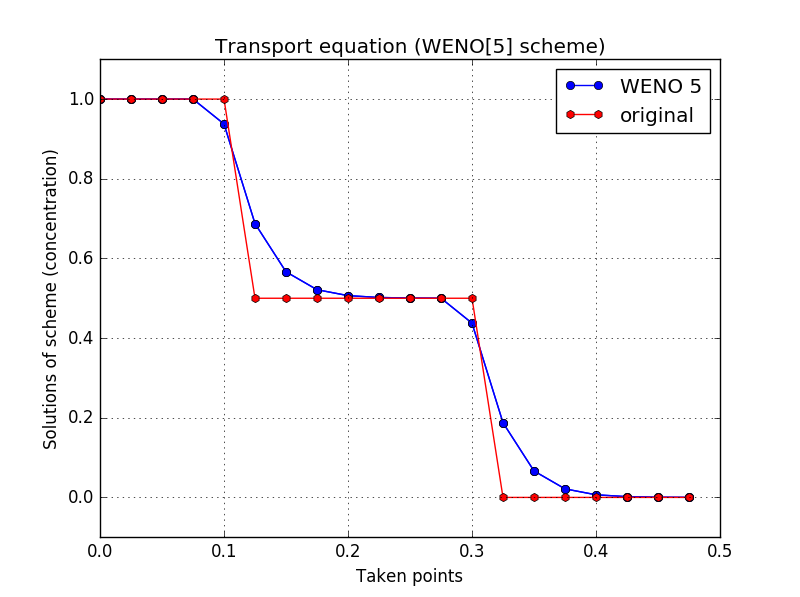 Transport equation (WENO[5] scheme)
WENO 5
original
Solutions of scheme (concentration)
1.0
0.8
0.6
0.4
0.2
0.0
0.0 0.1 0.2 0.3 0.4 0.5
Taken points